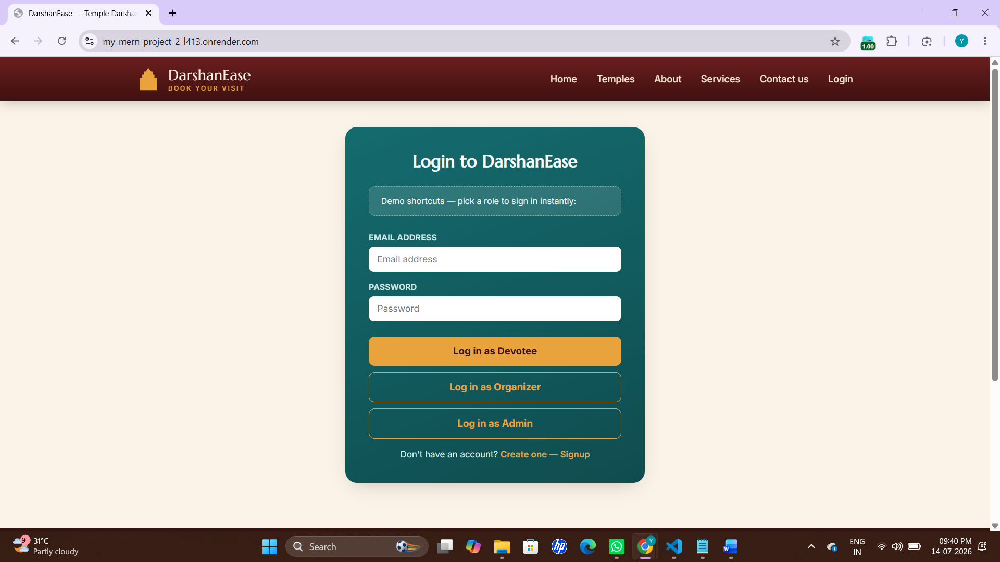 DarshanEase — Temple Darshan
my-mern-project-2-l413.onrender.com
1.00
Y
DarshanEase
BOOK YOUR VISIT
Home Temples About Services Contact us Login
Login to DarshanEase
Demo shortcuts — pick a role to sign in instantly:
EMAIL ADDRESS
Email address
PASSWORD
Password
Log in as Devotee
Log in as Organizer
Log in as Admin
Don't have an account? Create one — Signup
9+
31°C
Partly cloudy
Search
hp
Y
W
ENG
IN
09:40 PM
14-07-2026